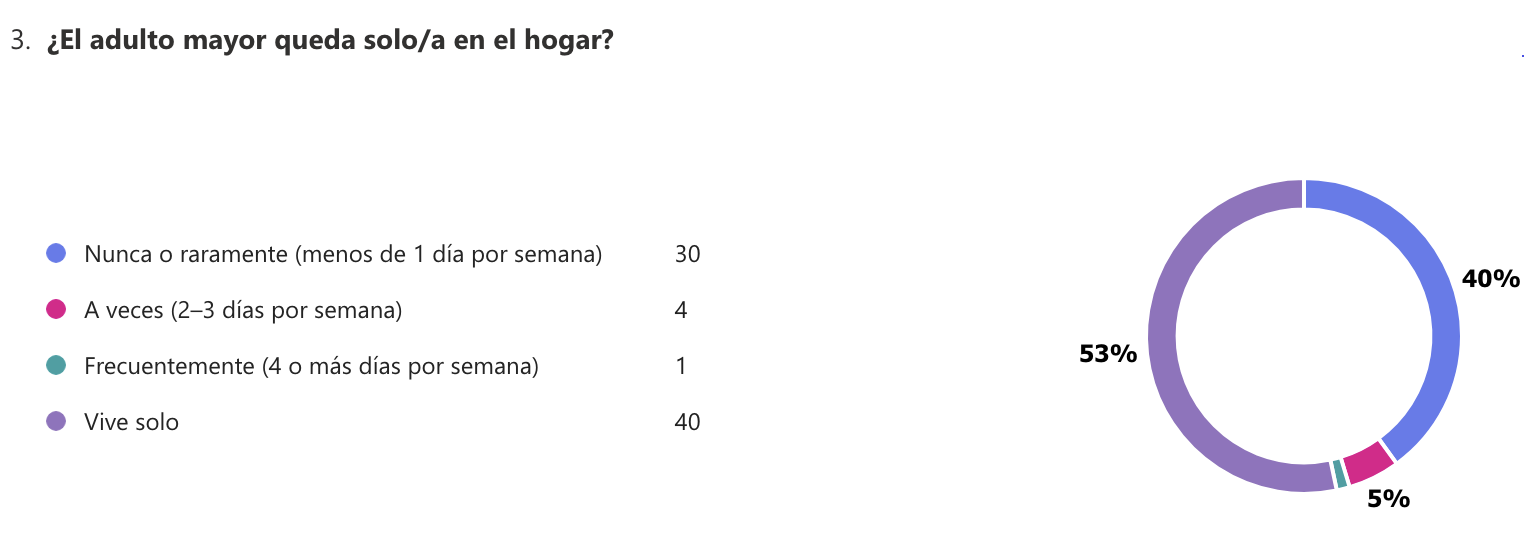 3. ¿El adulto mayor queda solo/a en el hogar?
Nunca o raramente (menos de 1 día por semana) 30
A veces (2–3 días por semana) 4
Frecuentemente (4 o más días por semana) 1
Vive solo 40
40%
53%
5%